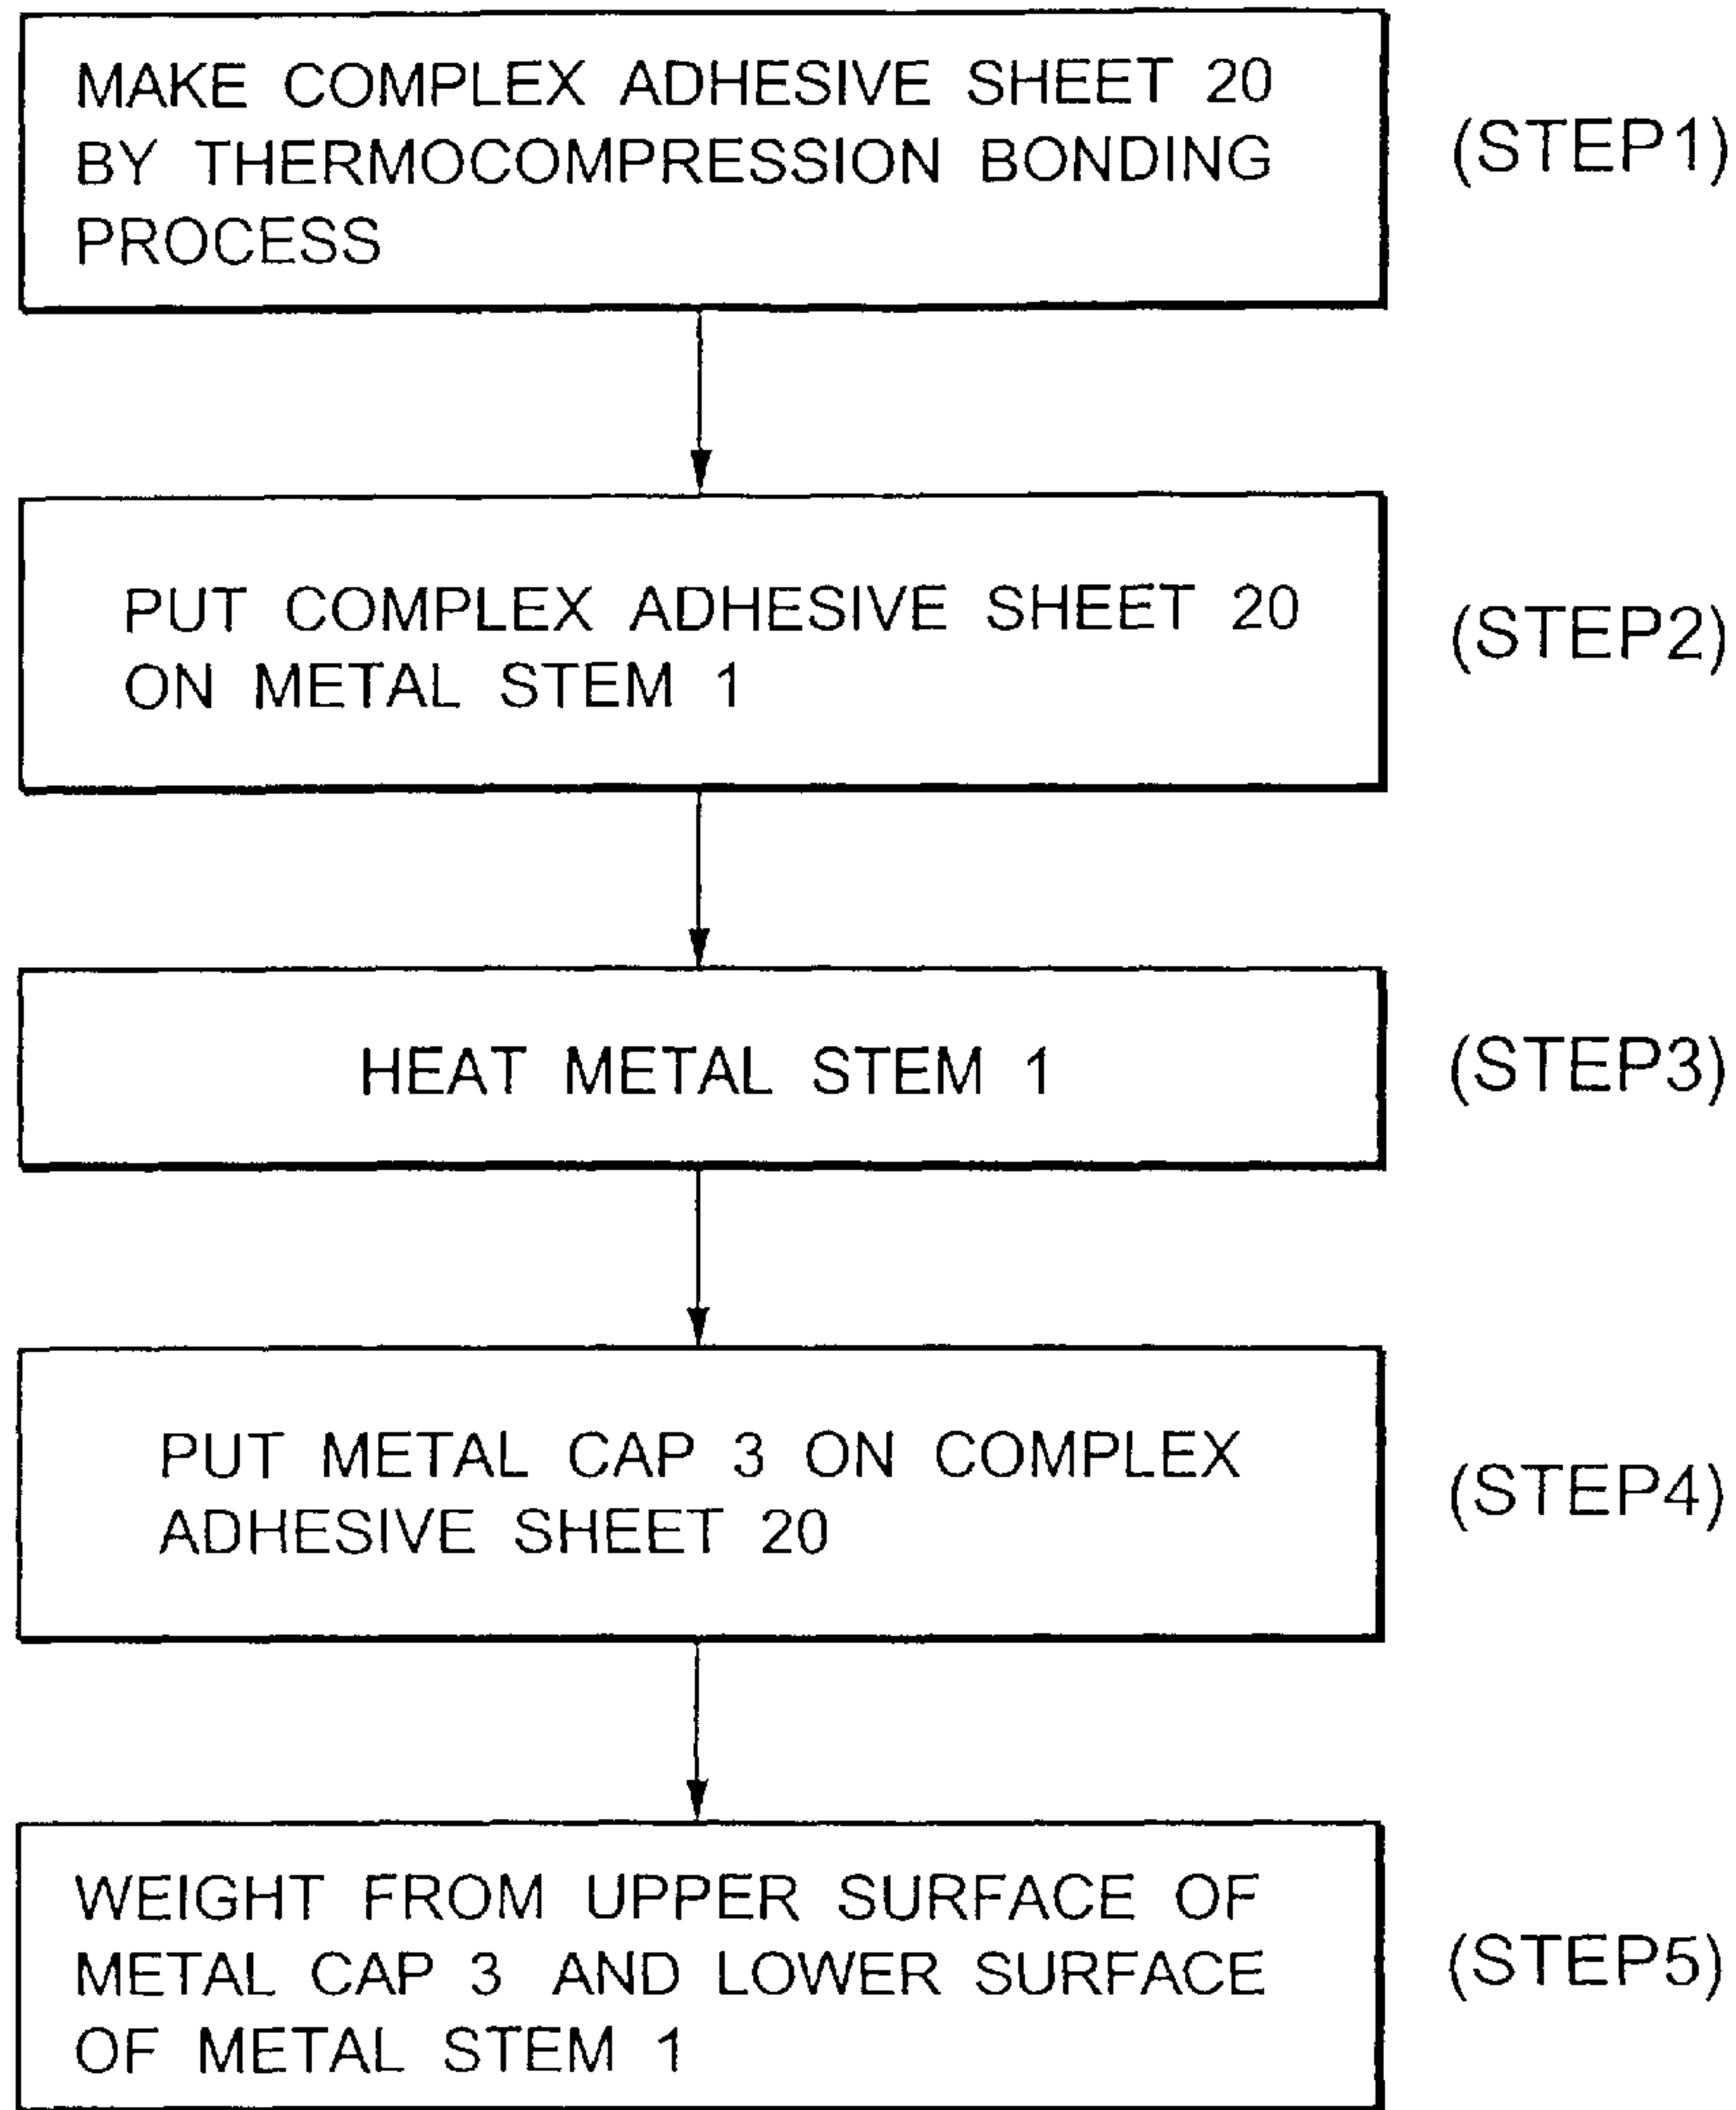 MAKE COMPLEX ADHESIVE SHEET 20
BY THERMOCOMPRESSION BONDING
PROCESS
(STEP1)
PUT COMPLEX ADHESIVE SHEET 20
ON METAL STEM 1
(STEP2)
HEAT METAL STEM 1
(STEP3)
PUT METAL CAP 3 ON COMPLEX
ADHESIVE SHEET 20
(STEP4)
WEIGHT FROM UPPER SURFACE OF
METAL CAP 3 AND LOWER SURFACE
OF METAL STEM 1
(STEP5)